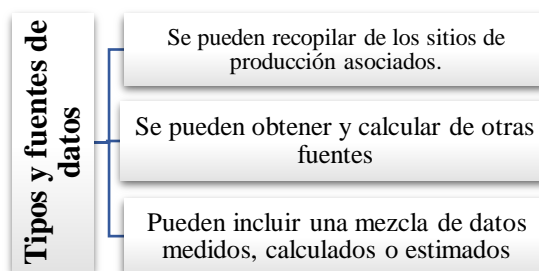 Tipos y fuentes de
datos
Se pueden recopilar de los sitios de
producción asociados.
Se pueden obtener y calcular de otras
fuentes
Pueden incluir una mezcla de datos
medidos, calculados o estimados